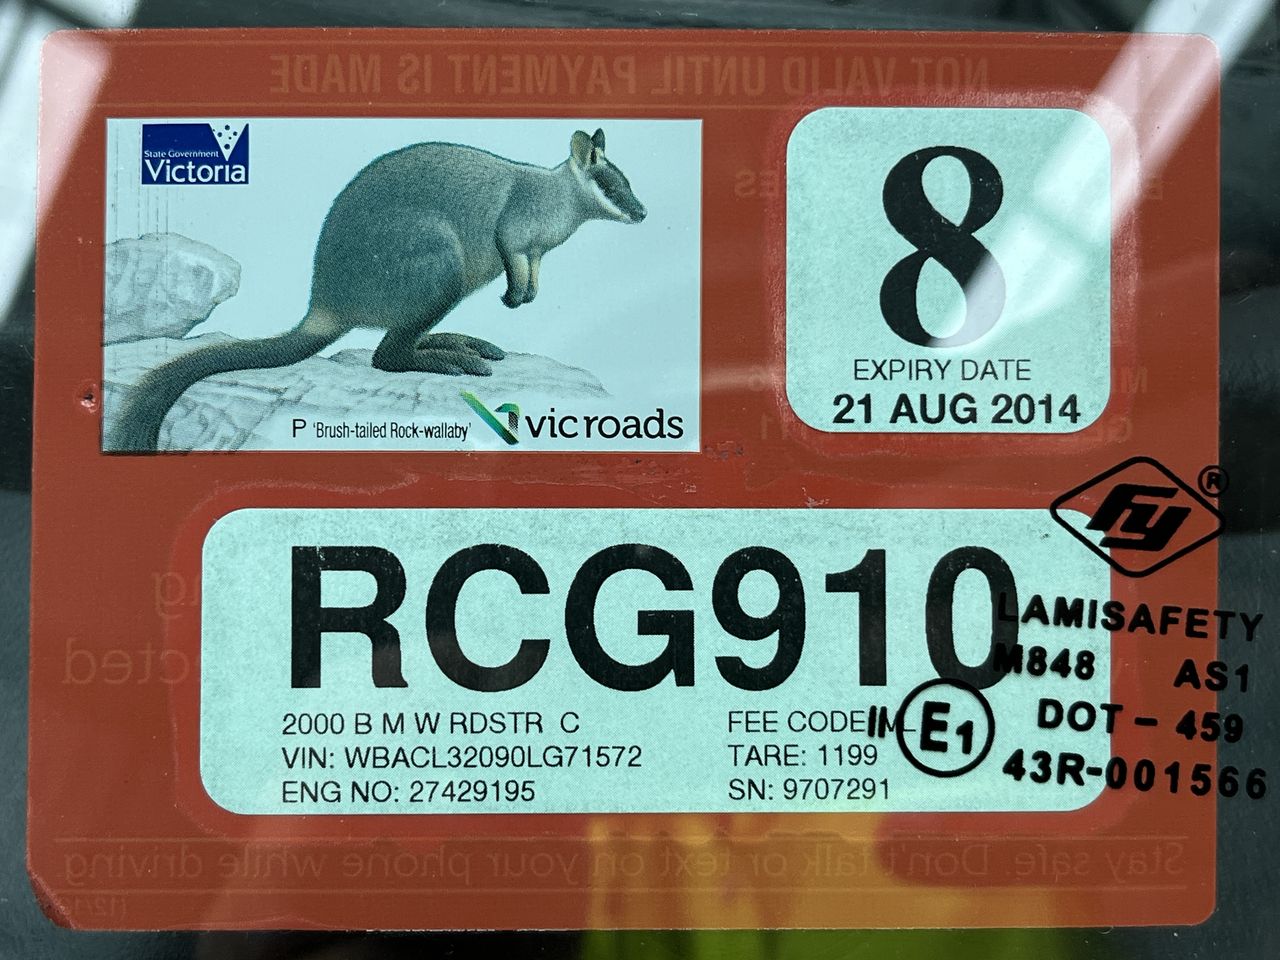 NOT VALID UNTIL PAYMENT IS MADE
State Government
Victoria
P 'Brush-tailed Rock-wallaby'
vicroads
8
EXPIRY DATE
21 AUG 2014
RCG910
2000 B M W RDSTR C
VIN: WBACL32090LG71572
ENG NO: 27429195
FEE CODE
TARE: 1199
SN: 9707291
FY ®
LAMISAFETY
M848 AS1
E1 DOT - 459
43R-001566
Stay safe. Don't talk or text on your phone while driving